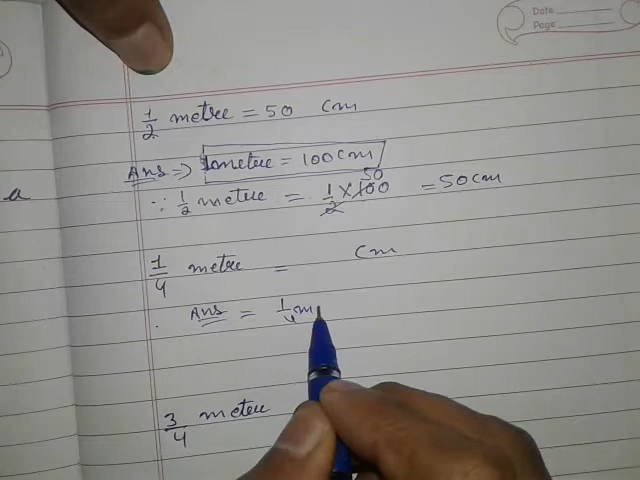 Date
Page
1/2 metre = 50 cm
Ans => 1 metre = 100 cm
a
∵ 1/2 metre = 1/2 × 100 50 = 50 cm
1/4 metre = cm
Ans = 1/4 m
3/4 metre